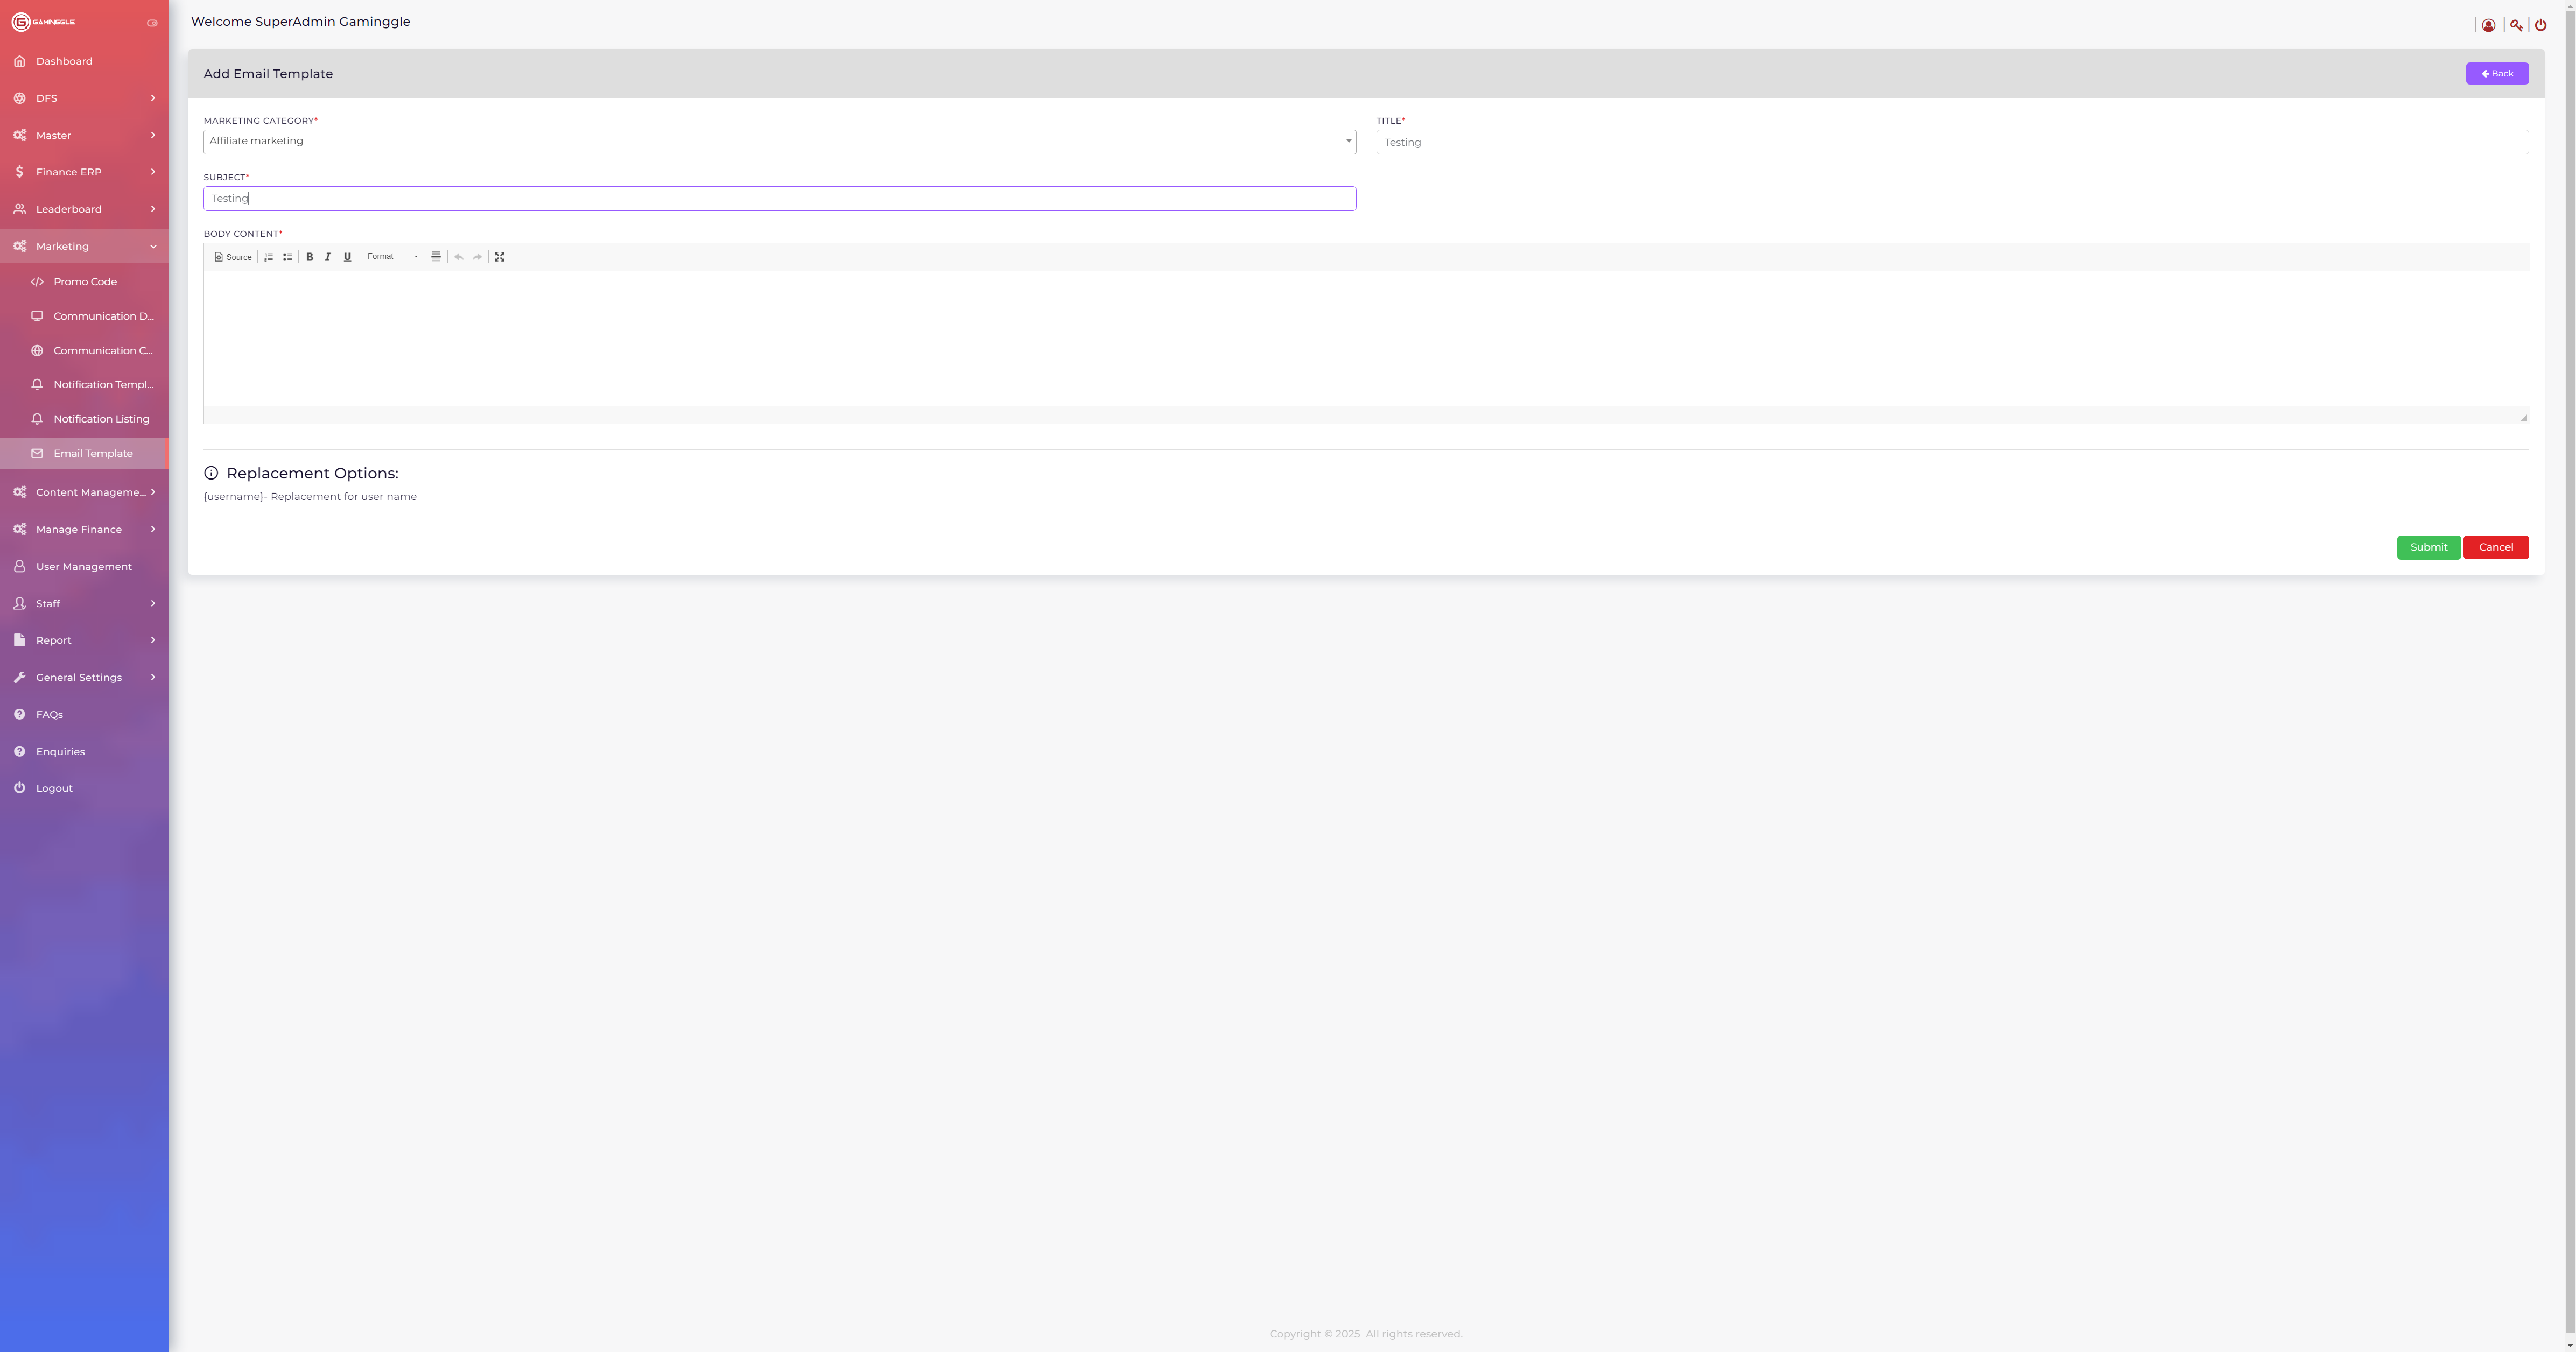 GAMINGGLE
Welcome SuperAdmin Gaminggle
Dashboard
DFS
Master
Finance ERP
Leaderboard
Marketing
Promo Code
Communication D...
Communication C...
Notification Templ...
Notification Listing
Email Template
Content Manageme...
Manage Finance
User Management
Staff
Report
General Settings
FAQs
Enquiries
Logout
Add Email Template
Back
MARKETING CATEGORY*
Affiliate marketing
TITLE*
Testing
SUBJECT*
Testing
BODY CONTENT*
Source
B I U
Format
Replacement Options:
{username}- Replacement for user name
Submit
Cancel
Copyright © 2025 All rights reserved.